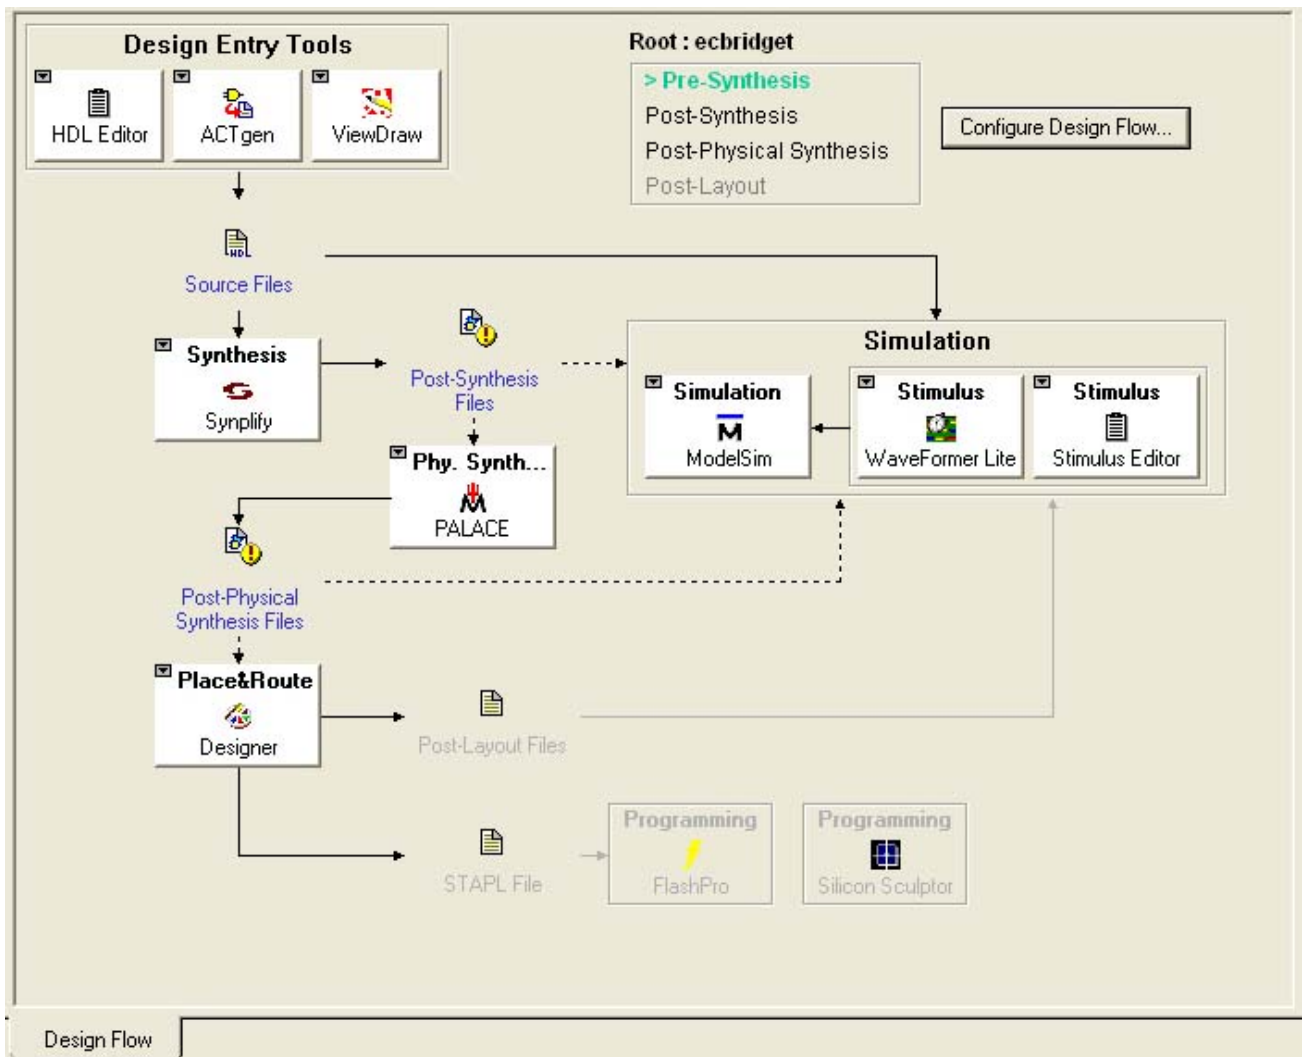 Design Entry Tools
HDL Editor
ACTgen
ViewDraw
Root : ecbridget
> Pre-Synthesis
Post-Synthesis
Post-Physical Synthesis
Post-Layout
Configure Design Flow...
HDL
Source Files
Synthesis
Synplify
Post-Synthesis
Files
Phy. Synth...
PALACE
Simulation
Simulation
ModelSim
Stimulus
WaveFormer Lite
Stimulus
Stimulus Editor
Post-Physical
Synthesis Files
Place&Route
Designer
Post-Layout Files
STAPL File
Programming
FlashPro
Programming
Silicon Sculptor
Design Flow